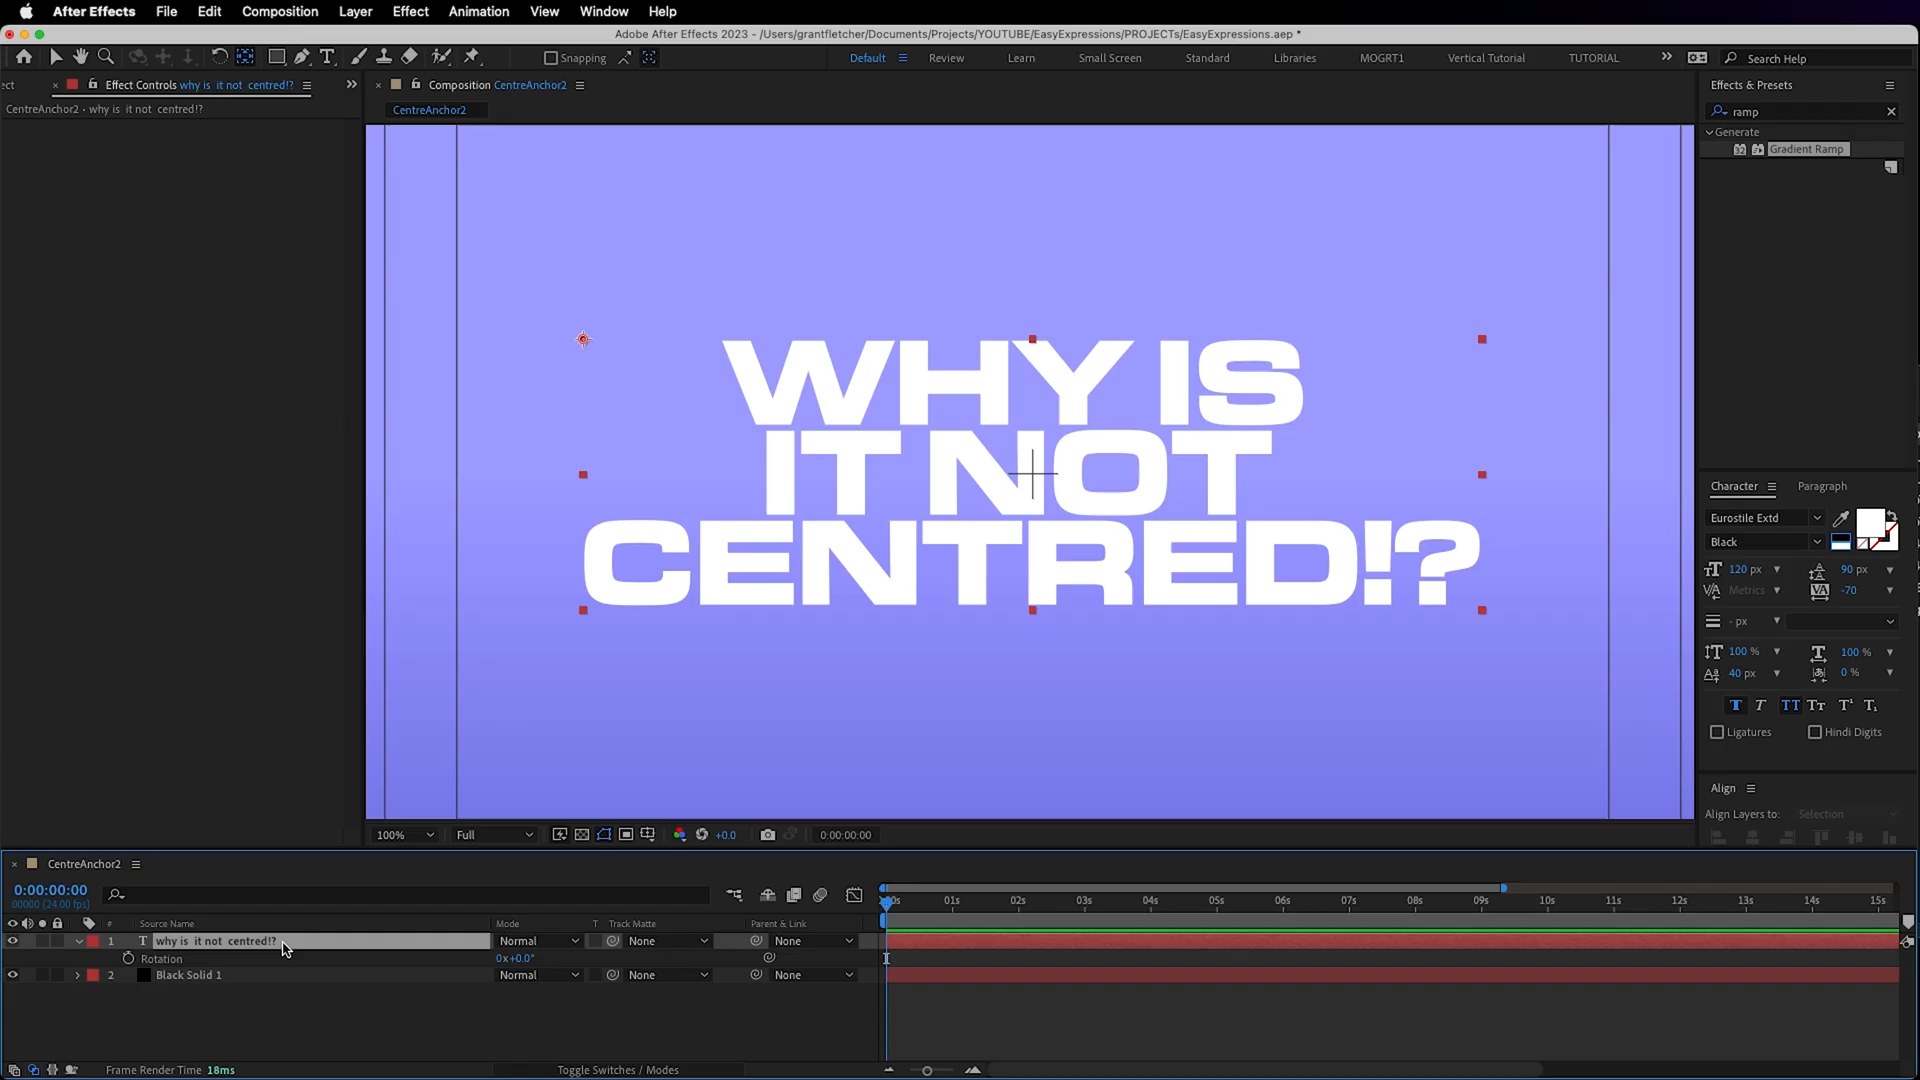 After Effects File Edit Composition Layer Effect Animation View Window Help
Adobe After Effects 2023 - /Users/grantfletcher/Documents/Projects/YOUTUBE/EasyExpressions/PROJECTs/EasyExpressions.aep *
Snapping Default Review Learn Small Screen Standard Libraries MOGRT1 Vertical Tutorial TUTORIAL Search Help
ect Effect Controls why is it not centred!? Composition CentreAnchor2 Effects & Presets
CentreAnchor2 · why is it not centred!? CentreAnchor2 ramp
Generate
32 Gradient Ramp
WHY IS
IT NOT
CENTRED!?
Character Paragraph
Eurostile Extd
Black
120 px 90 px
Metrics -70
- px
100 % 100 %
40 px 0 %
T T TT Tт T¹ T₁
Ligatures Hindi Digits
Align
Align Layers to: Selection
100% Full +0.0 0:00:00:00
CentreAnchor2
0:00:00:00
00000 (24.00 fps)
01s 02s 03s 04s 05s 06s 07s 08s 09s 10s 11s 12s 13s 14s 15s
# Source Name Mode T Track Matte Parent & Link
1 T why is it not centred!? Normal None None
Rotation 0x+0.0°
2 Black Solid 1 Normal None None
Frame Render Time 18ms Toggle Switches / Modes